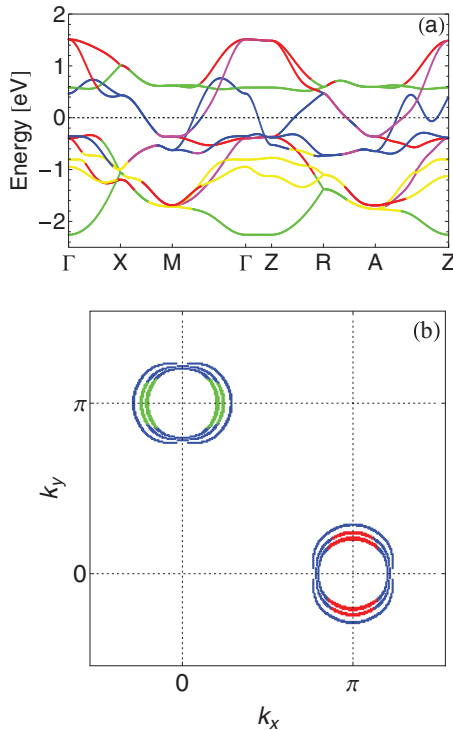 (a)
Energy [eV]
2
1
0
−1
−2
Γ X M Γ Z R A Z
(b)
k_y
π
0
0 π
k_x